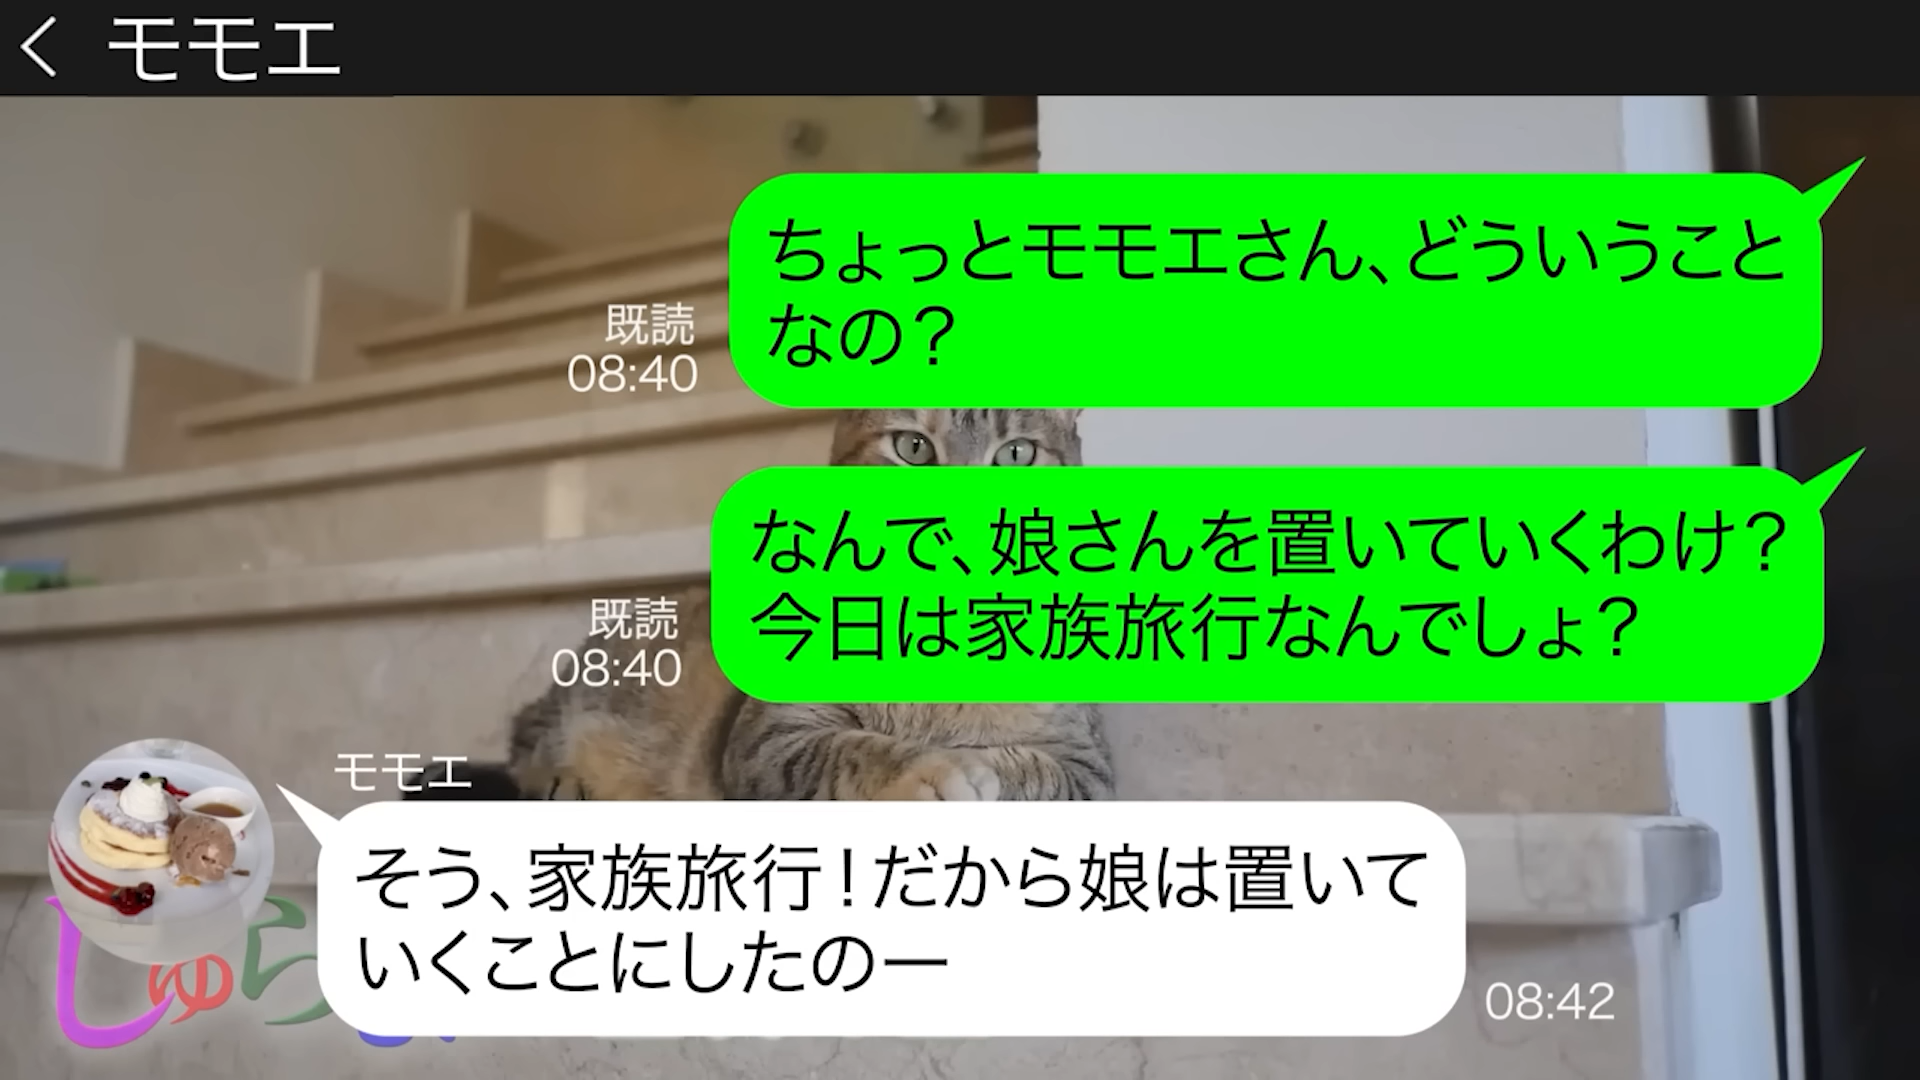 モモエ
ちょっとモモエさん、どういうこと
なの？
既読
08:40
なんで、娘さんを置いていくわけ？
今日は家族旅行なんでしょ？
既読
08:40
モモエ
そう、家族旅行！だから娘は置いて
いくことにしたのー
08:42
しゅら